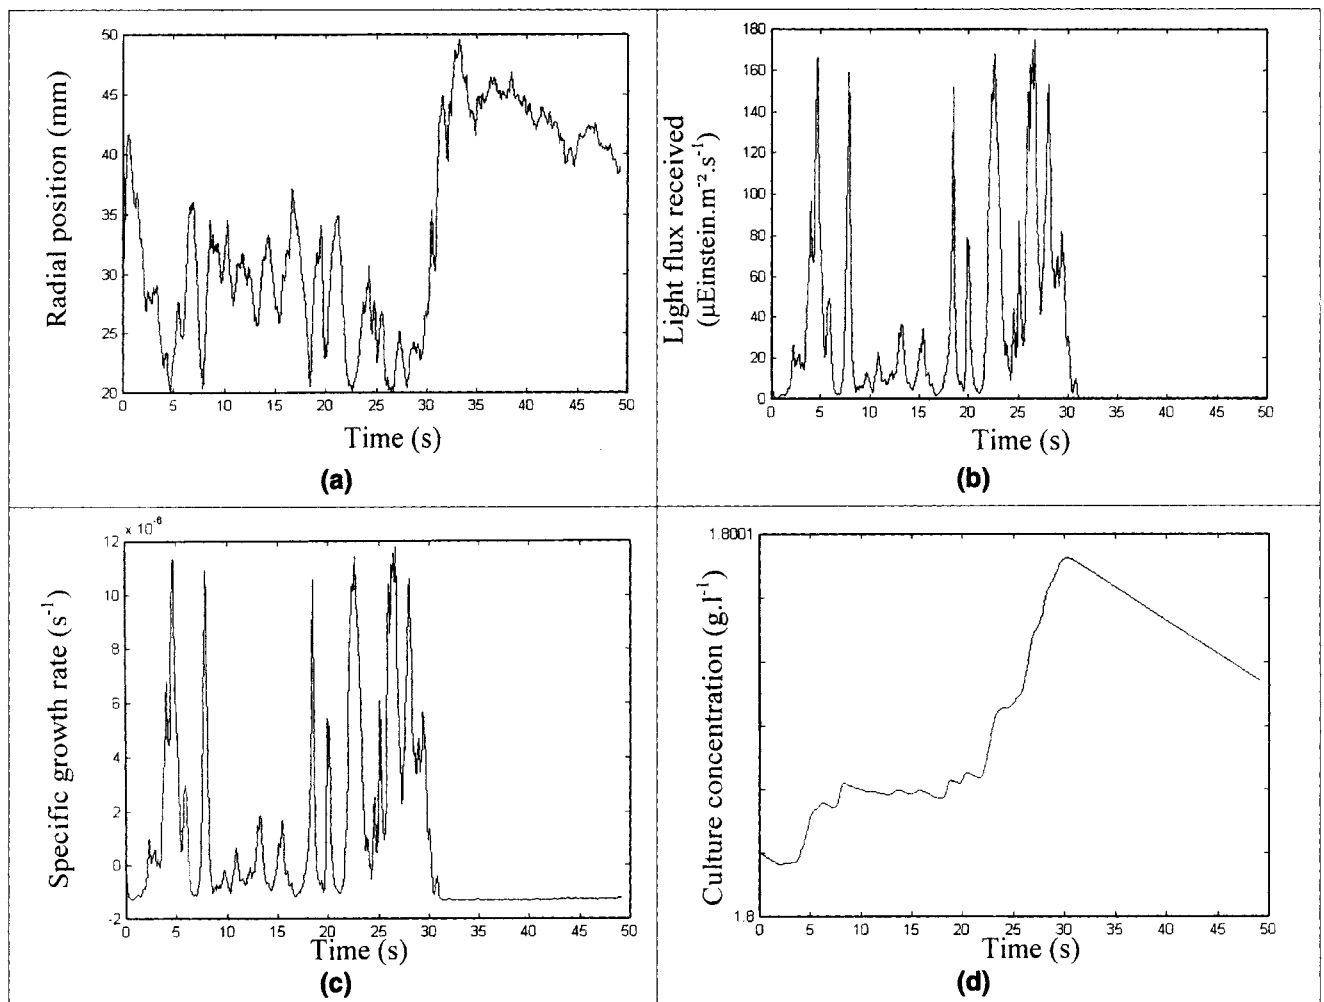 50
45
40
35
30
25
20
0 5 10 15 20 25 30 35 40 45 50
Radial position (mm)
Time (s)
(a)
180
160
140
120
100
80
60
40
20
0
0 5 10 15 20 25 30 35 40 45 50
Light flux received
(µEinstein.m⁻².s⁻¹)
Time (s)
(b)
x 10⁻⁶
12
10
8
6
4
2
0
-2
0 5 10 15 20 25 30 35 40 45 50
Specific growth rate (s⁻¹)
Time (s)
(c)
1.8001
1.8
0 5 10 15 20 25 30 35 40 45 50
Culture concentration (g.l⁻¹)
Time (s)
(d)